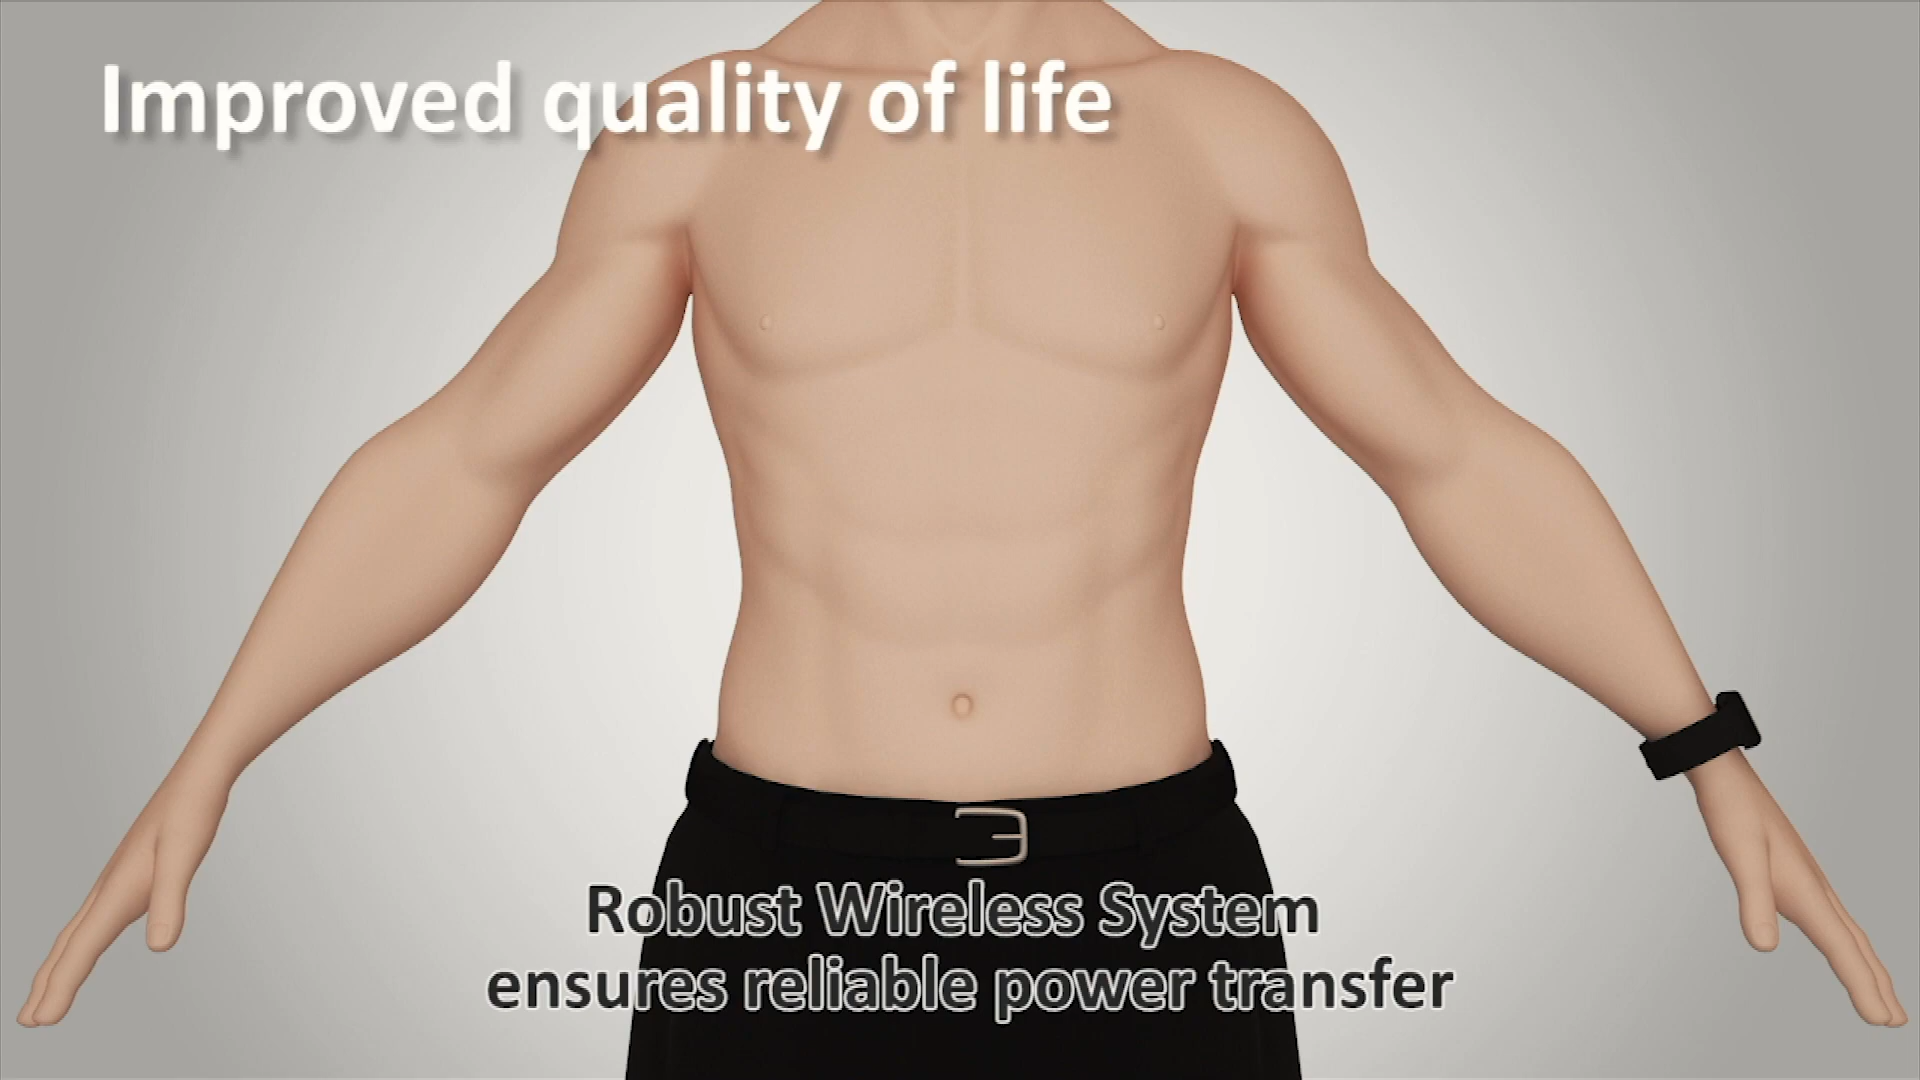 Improved quality of life
Robust Wireless System
ensures reliable power transfer